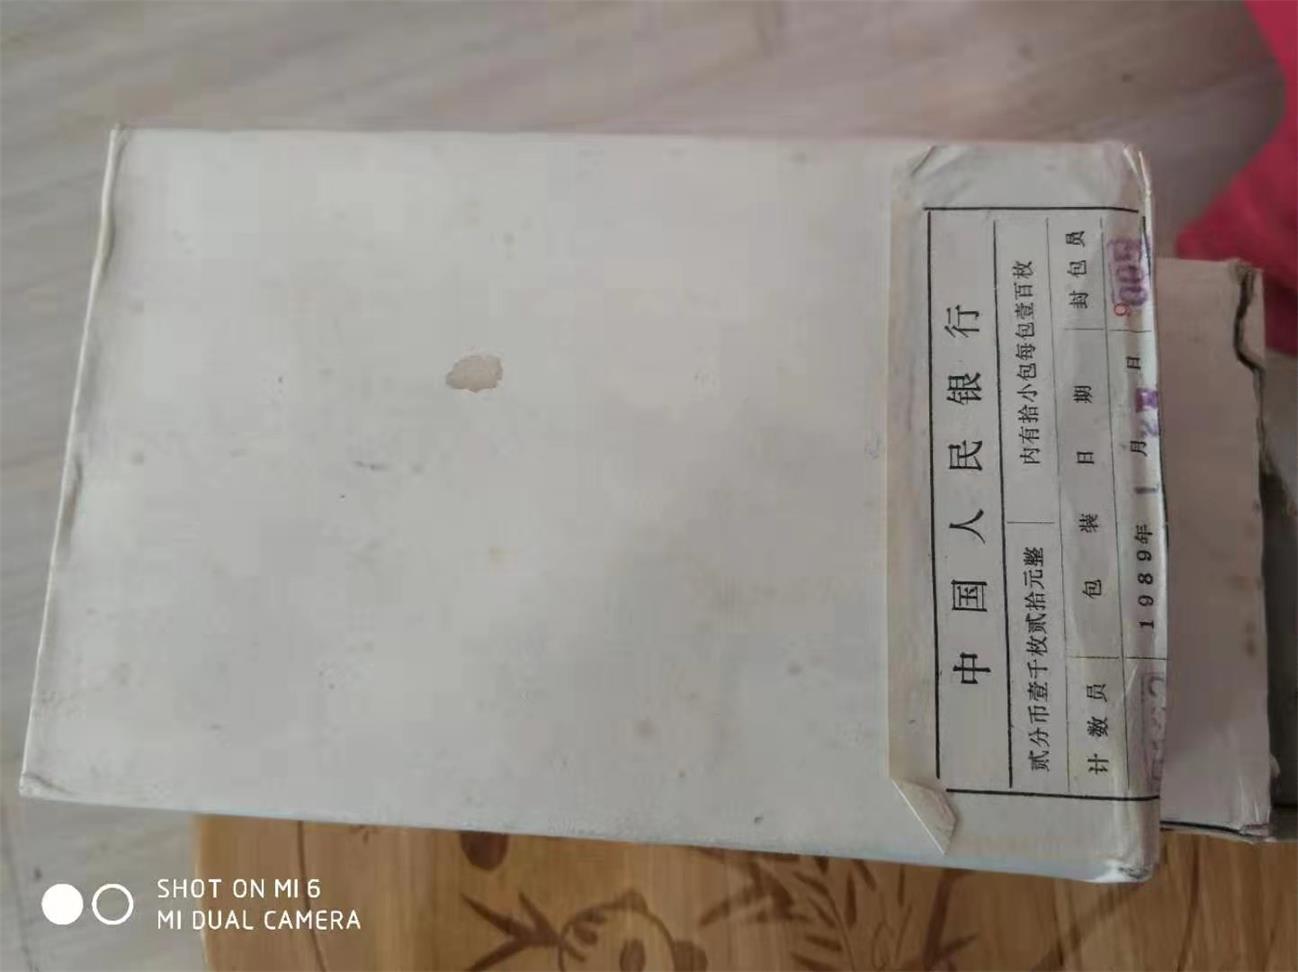 中国人民银行
贰分币壹千枚贰拾元整 内有拾小包每包壹百枚
计数员 包装日期 封包员
1989年1月 日
SHOT ON MI 6
MI DUAL CAMERA